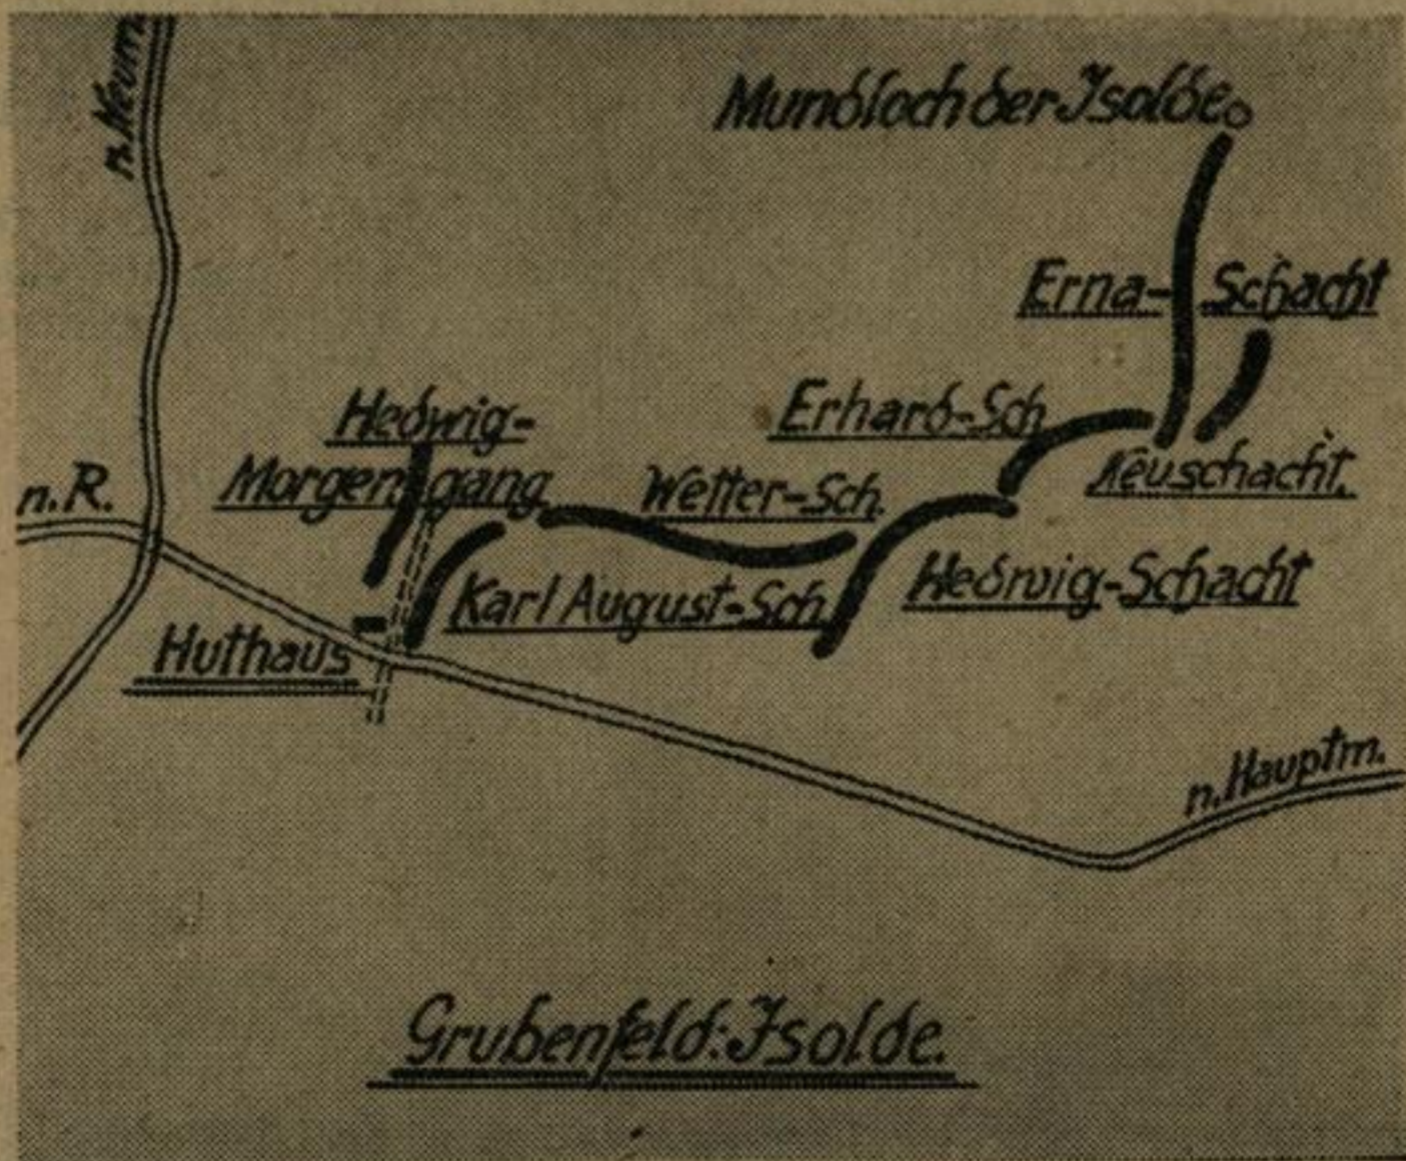 n. Neum.
Mundloch der Isolde
Erna-Schacht
Hedwig-
Morgengang
Erhard-Sch.
n. R.
Wetter-Sch.
Neuschacht.
Karl August-Sch.
Hedwig-Schacht
Huthaus
n. Hauptm.
Grubenfeld: Isolde.